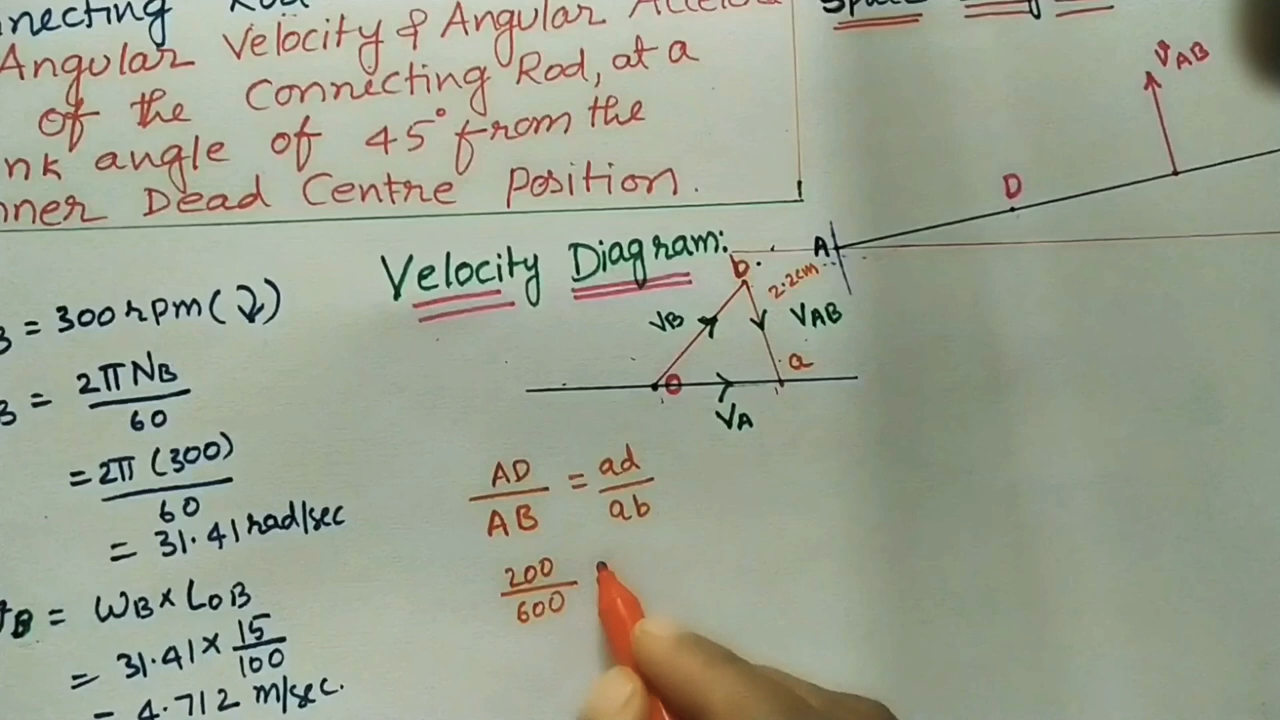 Angular Velocity & Angular
of the Connecting Rod, at a
angle of 45° from the
Dead Centre Position.
Velocity Diagram:
VAB
D
A
b
2.2cm
VB
VAB
a
O
VA
= 300 rpm (
= 2πNB
60
= 2π(300)
60
= 31.41 rad/sec
= ωB × LOB
= 31.41 × 15
100
= 4.712 m/sec.
AD = ad
AB ab
200
600